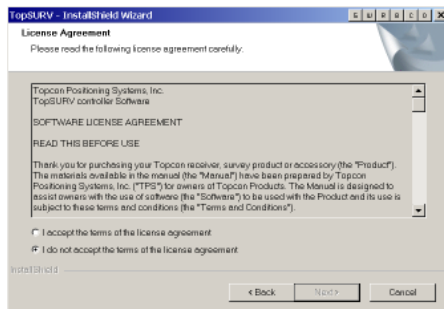 TopSURV - InstallShield Wizard
License Agreement
Please read the following license agreement carefully.
Topcon Positioning Systems, Inc.
TopSURV controller Software
SOFTWARE LICENSE AGREEMENT
READ THIS BEFORE USE
Thank you for purchasing your Topcon receiver, survey product or accessory (the "Product").
The materials available in the manual (the "Manual") have been prepared by Topcon
Positioning Systems, Inc. ("TPS") for owners of Topcon Products. The Manual is designed to
assist owners with the use of software (the "Software") to be used with the Product and its use is
subject to these terms and conditions (the "Terms and Conditions").
I accept the terms of the license agreement
I do not accept the terms of the license agreement
InstallShield
< Back Next > Cancel